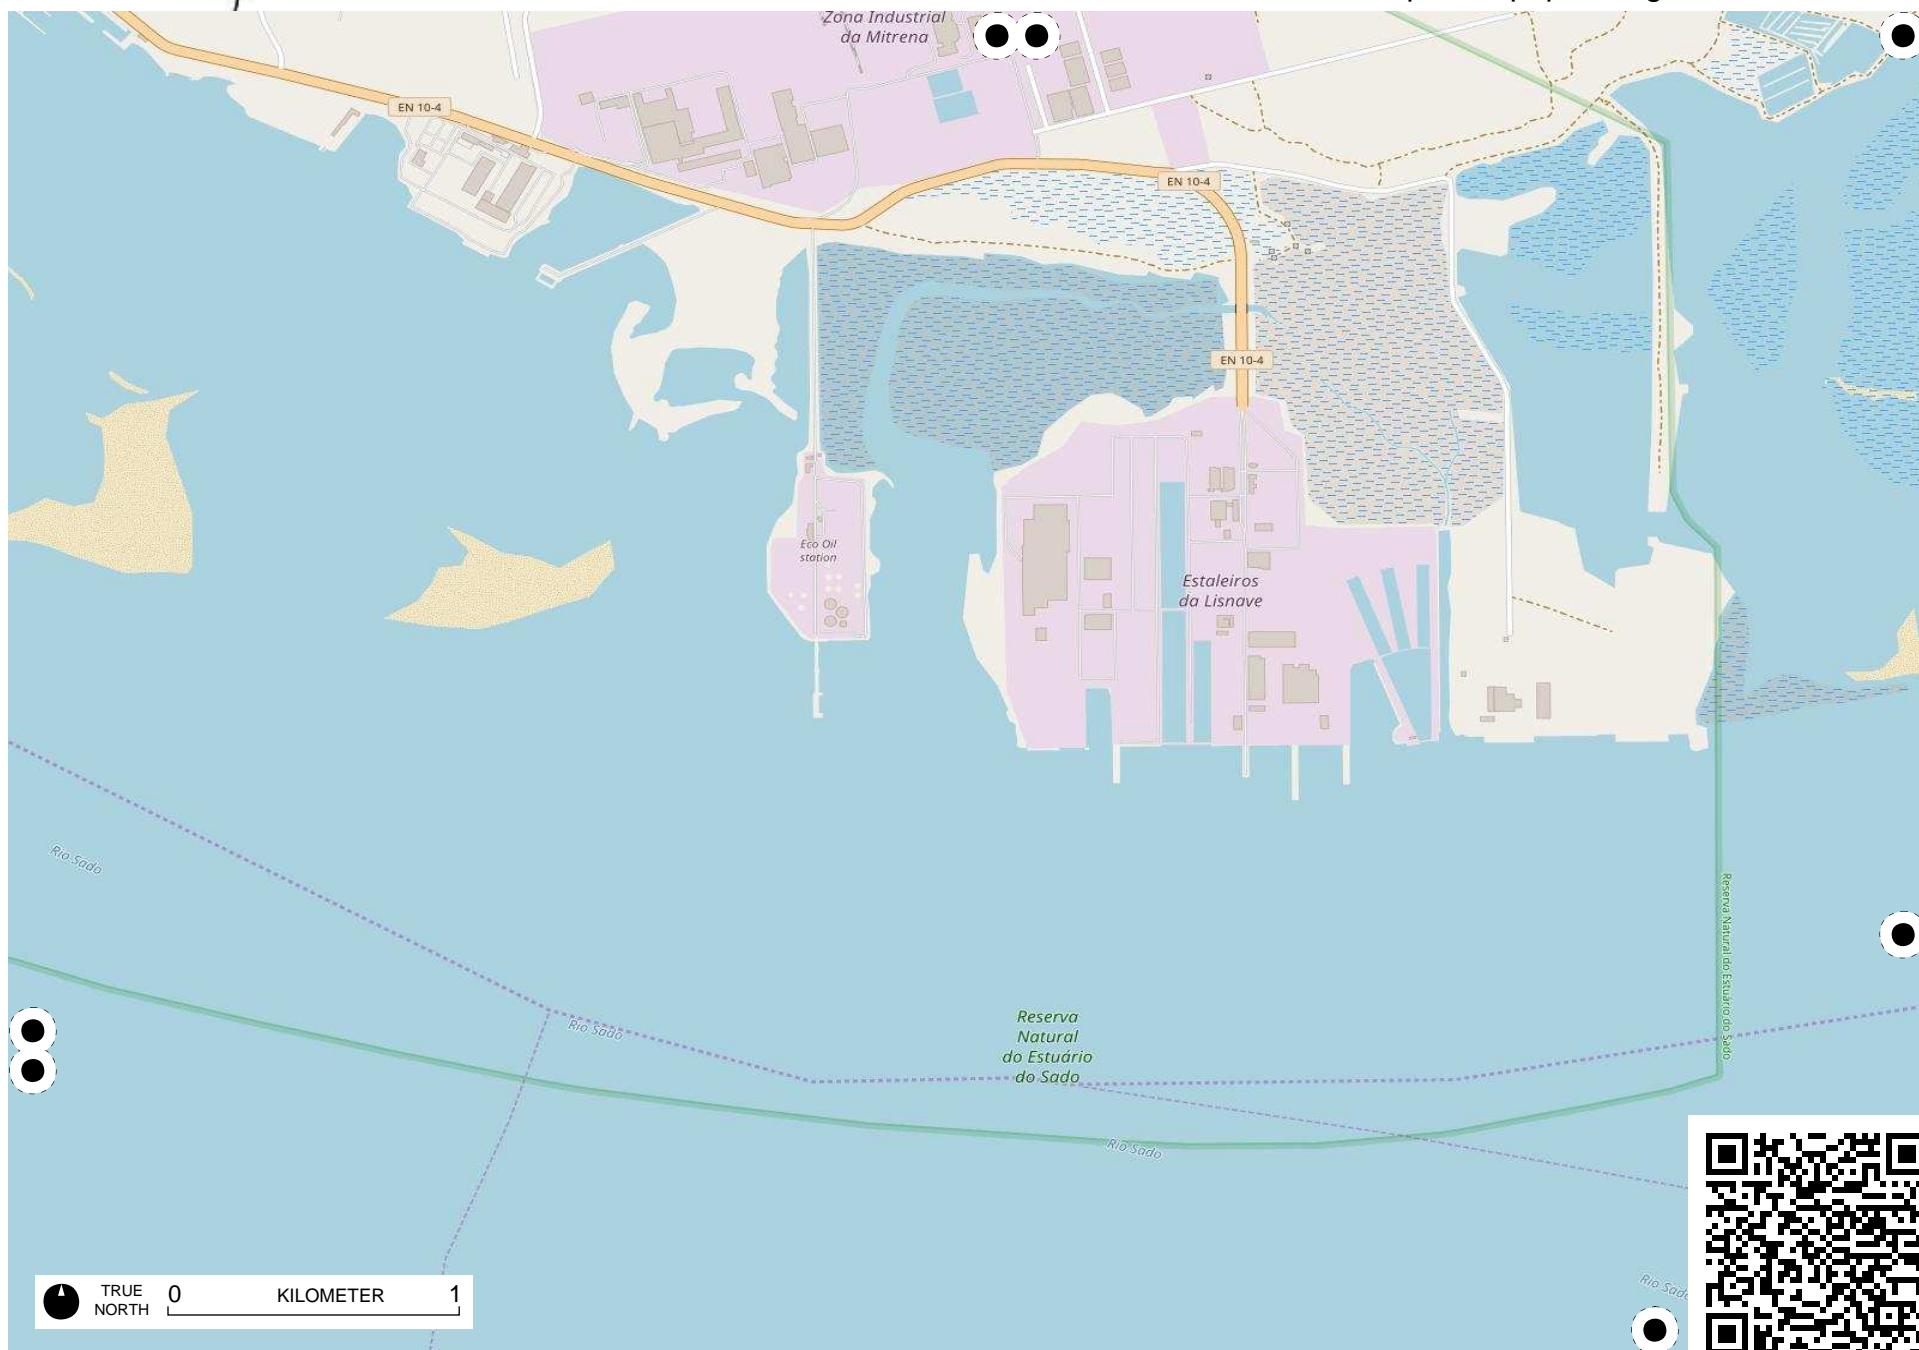 Zona Industrial
da Mitrena
EN 10-4
EN 10-4
EN 10-4
Eco Oil
station
Estaleiros
da Lisnave
Rio Sado
Reserva Natural do Estuário do Sado
Reserva
Natural
do Estuário
do Sado
Rio Sado
Rio Sado
Rio Sado
TRUE
NORTH
0
KILOMETER
1